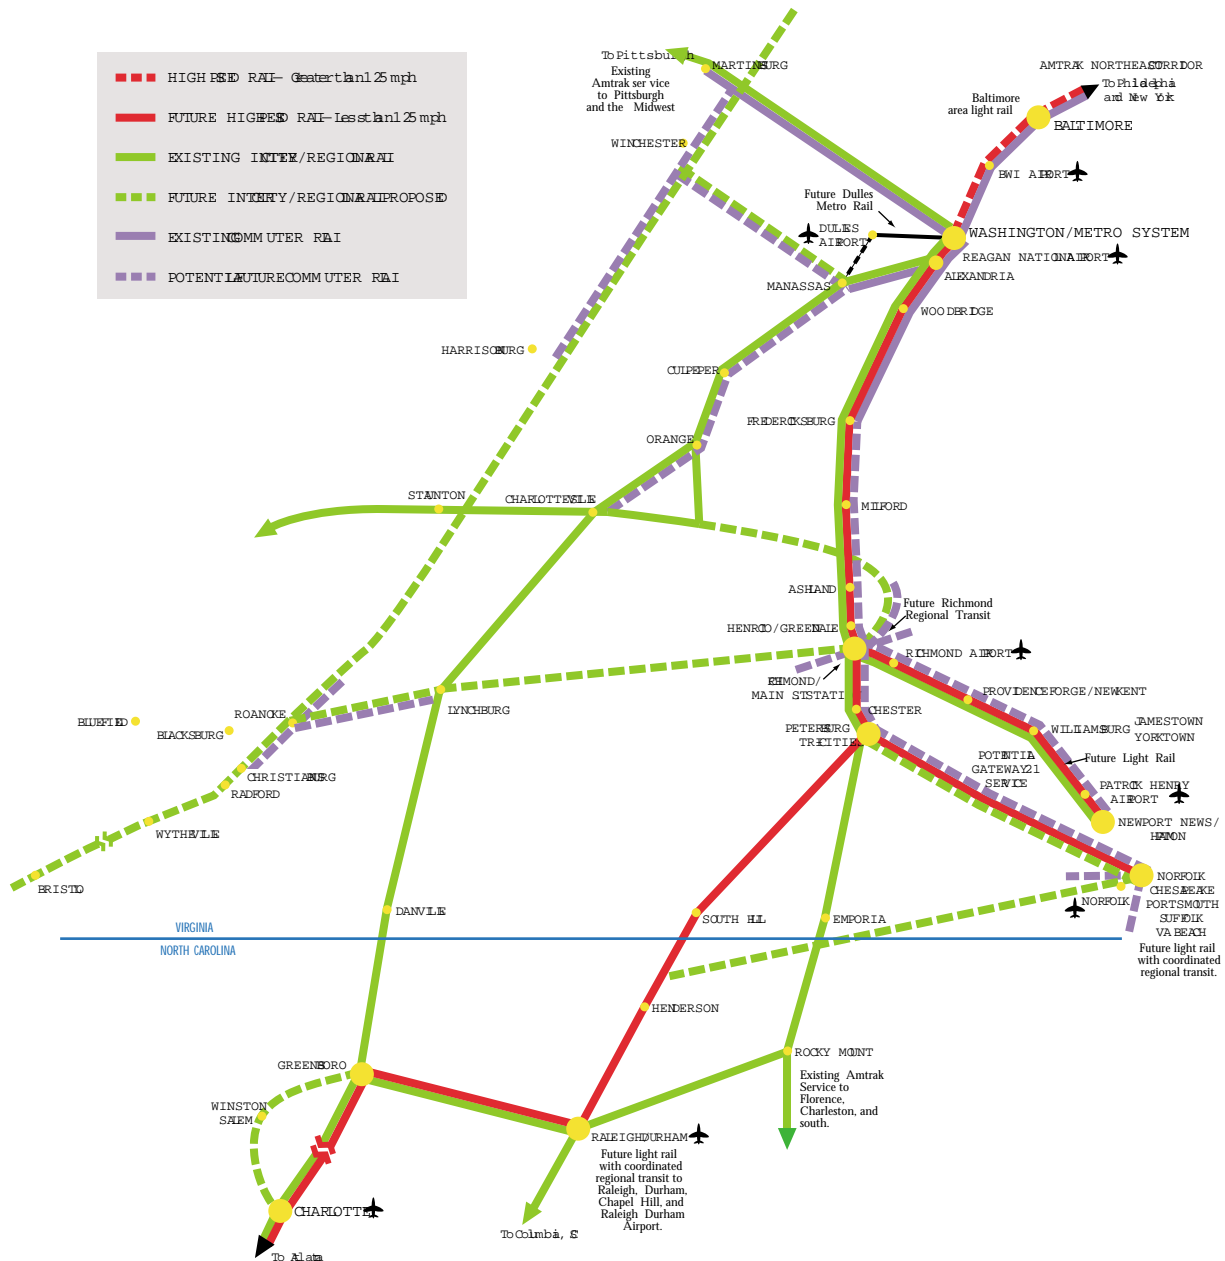 To Pittsburgh
MARTINSBURG
Existing
Amtrak service
to Pittsburgh
and the Midwest
AMTRAK NORTHEAST CORRIDOR
To Philadelphia
and New York
Baltimore
area light rail
BALTIMORE
HIGH SPEED RAIL — Greater than 125 mph
FUTURE HIGH SPEED RAIL — Less than 125 mph
EXISTING INTERCITY/REGIONAL RAIL
FUTURE INTERCITY/REGIONAL RAIL PROPOSED
EXISTING COMMUTER RAIL
POTENTIAL FUTURE COMMUTER RAIL
WINCHESTER
BWI AIRPORT
Future Dulles
Metro Rail
DULLES
AIRPORT
WASHINGTON/METRO SYSTEM
REAGAN NATIONAL AIRPORT
ALEXANDRIA
MANASSAS
WOODBRIDGE
HARRISONBURG
CULPEPER
FREDERICKSBURG
ORANGE
STAUNTON
CHARLOTTESVILLE
MILFORD
ASHLAND
Future Richmond
Regional Transit
HENRICO/GREENDALE
RICHMOND AIRPORT
RICHMOND/
MAIN ST STATION
PROVIDENCE FORGE/NEW KENT
LYNCHBURG
CHESTER
ROANOKE
BLUEFIELD
BLACKSBURG
PETERSBURG
TRI-CITIES
WILLIAMSBURG
JAMESTOWN
YORKTOWN
POTENTIAL
GATEWAY 21
SERVICE
Future Light Rail
CHRISTIANSBURG
RADFORD
PATRICK HENRY
AIRPORT
WYTHEVILLE
NEWPORT NEWS/
HAMPTON
BRISTOL
NORFOLK
CHESAPEAKE
PORTSMOUTH
SUFFOLK
VA BEACH
NORFOLK
DANVILLE
SOUTH HILL
EMPORIA
VIRGINIA
NORTH CAROLINA
Future light rail
with coordinated
regional transit.
HENDERSON
ROCKY MOUNT
GREENSBORO
Existing Amtrak
Service to
Florence,
Charleston, and
south.
WINSTON
SALEM
RALEIGH/DURHAM
Future light rail
with coordinated
regional transit to
Raleigh, Durham,
Chapel Hill, and
Raleigh Durham
Airport.
CHARLOTTE
To Columbia, SC
To Atlanta